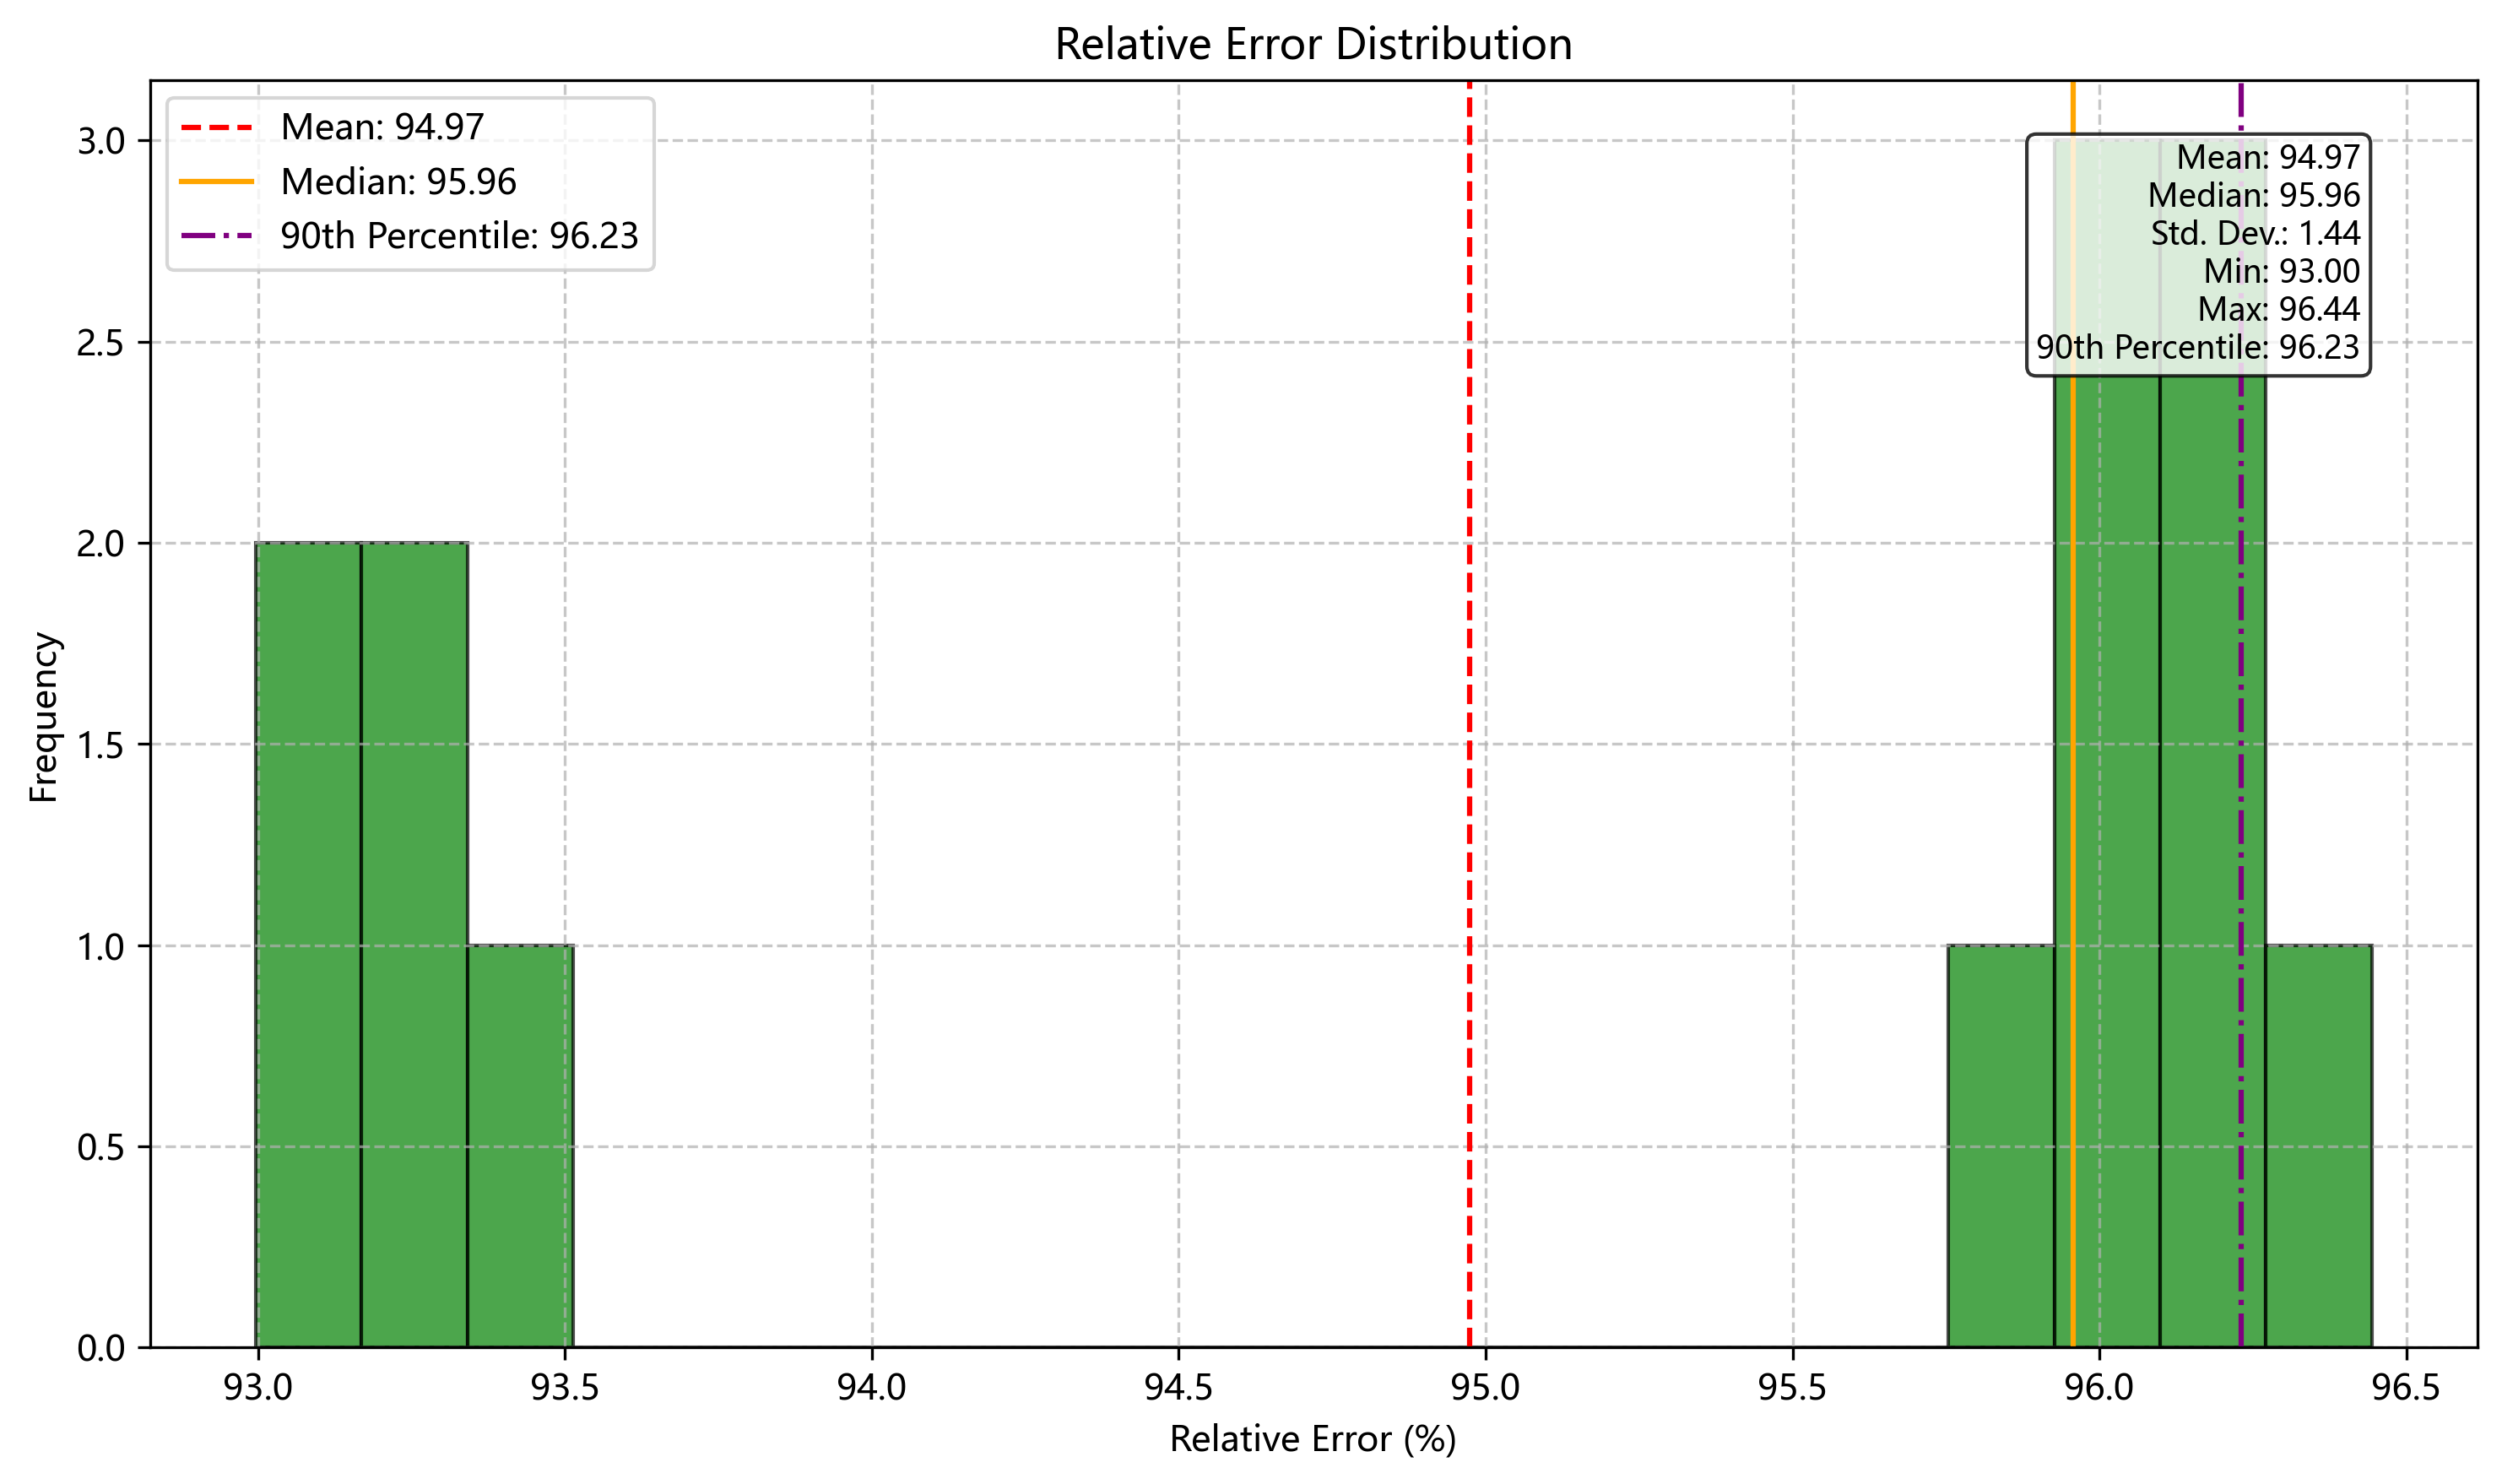 Relative Error Distribution
Mean: 94.97
Median: 95.96
90th Percentile: 96.23
Mean: 94.97
Median: 95.96
Std. Dev.: 1.44
Min: 93.00
Max: 96.44
90th Percentile: 96.23
Frequency
3.0
2.5
2.0
1.5
1.0
0.5
0.0
93.0 93.5 94.0 94.5 95.0 95.5 96.0 96.5
Relative Error (%)